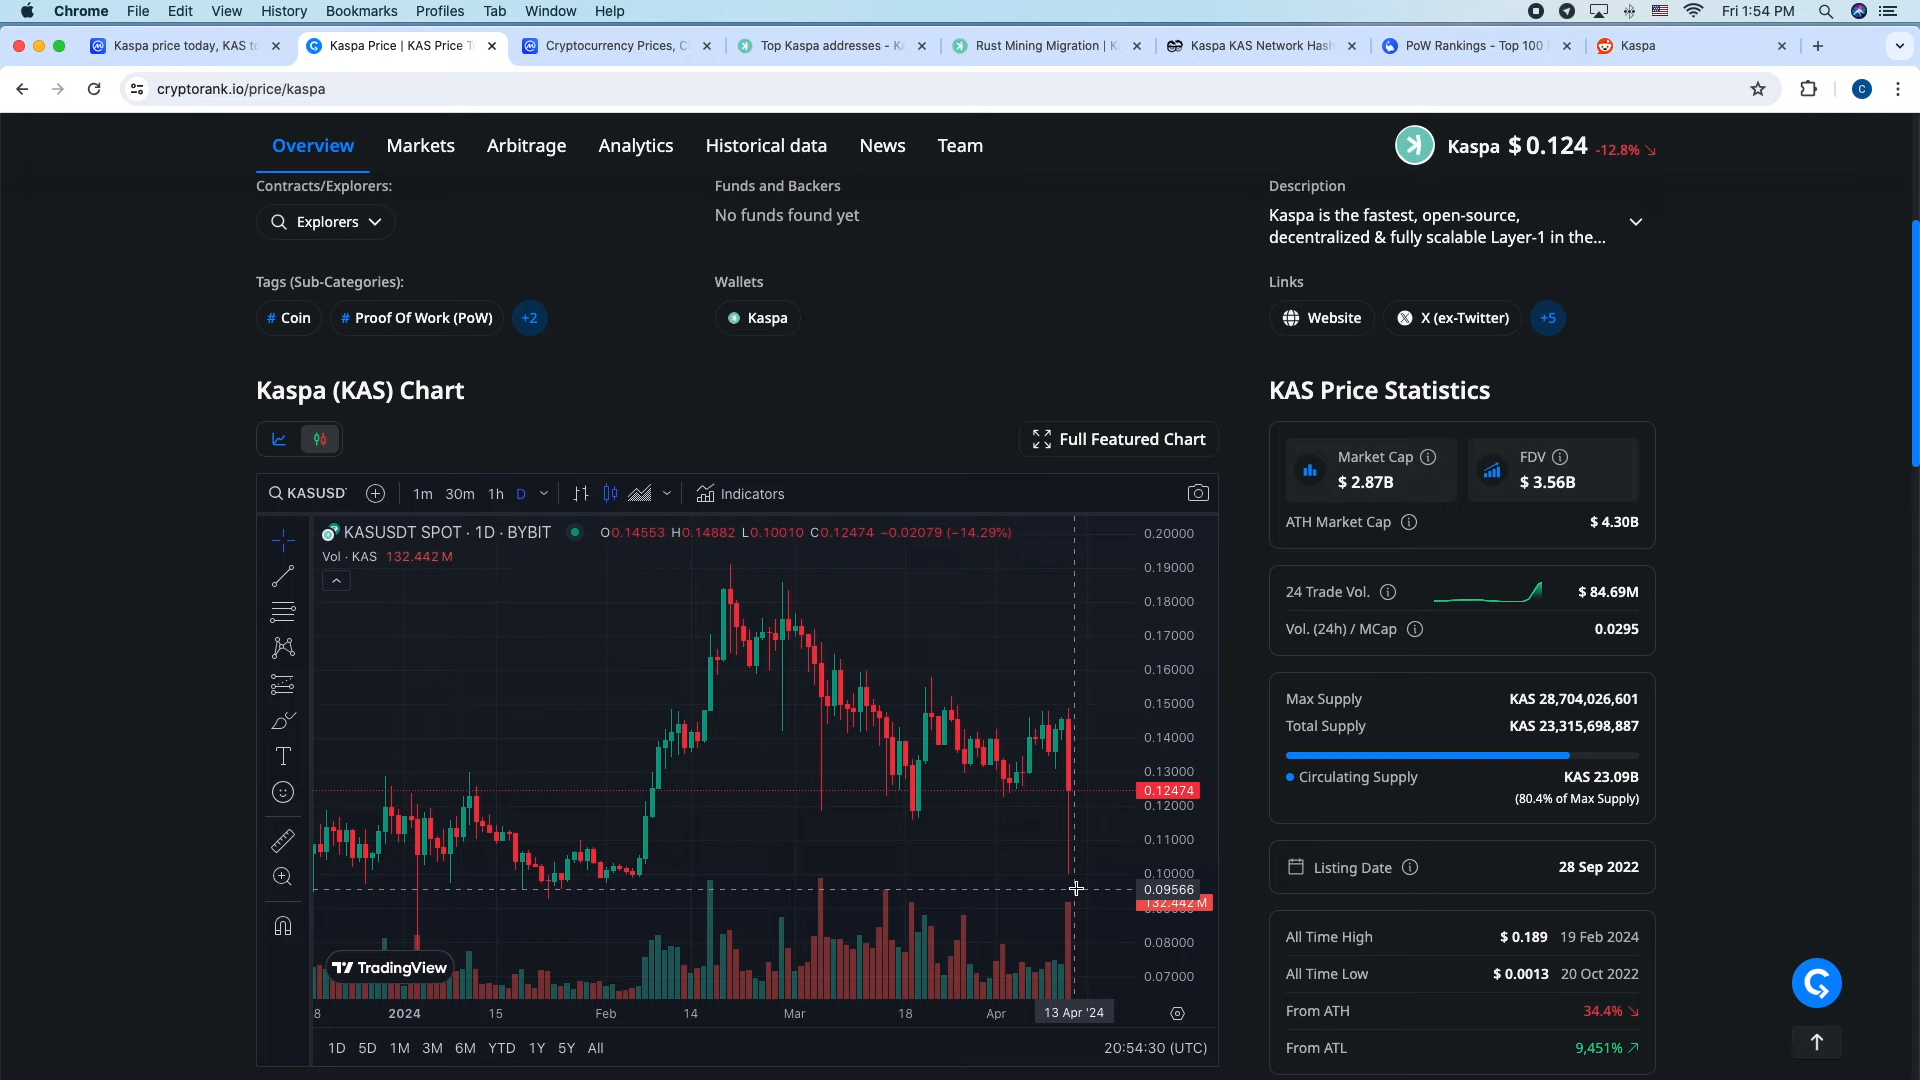 Chrome File Edit View History Bookmarks Profiles Tab Window Help Fri 1:54 PM
Kaspa price today, KAS to Kaspa Price | KAS Price T Cryptocurrency Prices, C Top Kaspa addresses - K Rust Mining Migration | K Kaspa KAS Network Hash PoW Rankings - Top 100 Kaspa
cryptorank.io/price/kaspa C
Overview Markets Arbitrage Analytics Historical data News Team Kaspa $ 0.124 -12.8%
Contracts/Explorers: Funds and Backers Description
Explorers No funds found yet Kaspa is the fastest, open-source,
decentralized & fully scalable Layer-1 in the...
Tags (Sub-Categories): Wallets Links
# Coin # Proof Of Work (PoW) +2 Kaspa Website X (ex-Twitter) +5
Kaspa (KAS) Chart KAS Price Statistics
Full Featured Chart
Market Cap FDV
$ 2.87B $ 3.56B
KASUSD 1m 30m 1h D Indicators
ATH Market Cap $ 4.30B
KASUSDT SPOT · 1D · BYBIT O0.14553 H0.14882 L0.10010 C0.12474 −0.02079 (−14.29%)
Vol · KAS 132.442 M
0.20000
0.19000
0.18000
0.17000
0.16000
0.15000
0.14000
0.13000
0.12474
0.12000
0.11000
0.10000
0.09566
132.442 M
0.08000
0.07000
TradingView
8 2024 15 Feb 14 Mar 18 Apr 13 Apr '24
1D 5D 1M 3M 6M YTD 1Y 5Y All 20:54:30 (UTC)
24 Trade Vol. $ 84.69M
Vol. (24h) / MCap 0.0295
Max Supply KAS 28,704,026,601
Total Supply KAS 23,315,698,887
Circulating Supply KAS 23.09B
(80.4% of Max Supply)
Listing Date 28 Sep 2022
All Time High $ 0.189 19 Feb 2024
All Time Low $ 0.0013 20 Oct 2022
From ATH 34.4%
From ATL 9,451%